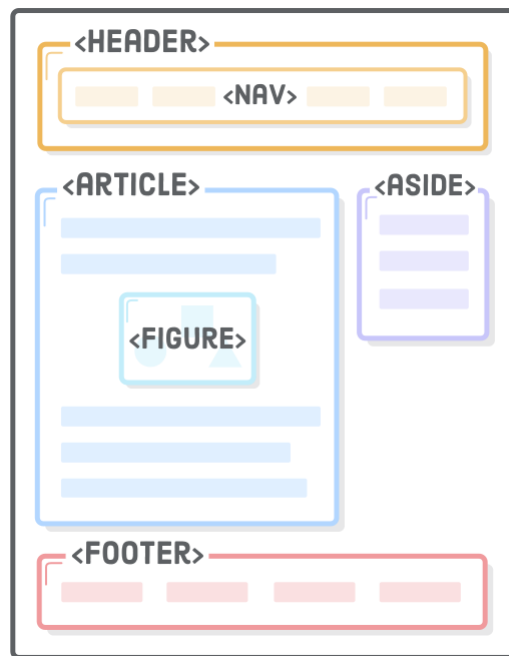 <HEADER>
<NAV>
<ARTICLE>
<ASIDE>
<FIGURE>
<FOOTER>